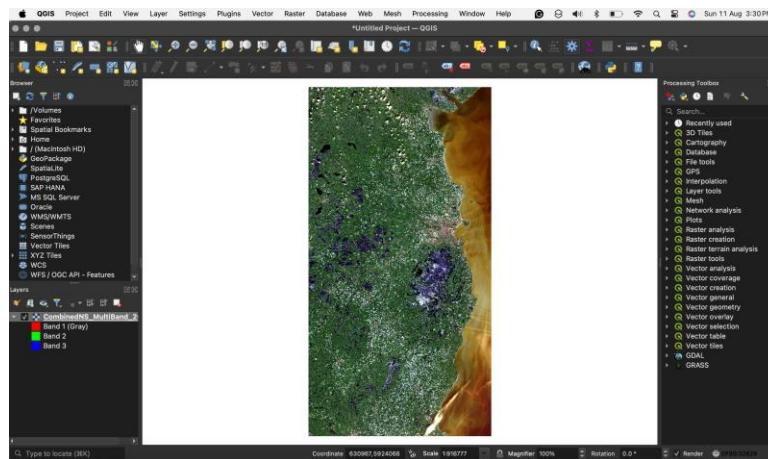 QGIS Project Edit View Layer Settings Plugins Vector Raster Database Web Mesh Processing Window Help Sun 11 Aug 3:30
*Untitled Project — QGIS
Browser
/Volumes
Favorites
Spatial Bookmarks
Home
/ (Macintosh HD)
GeoPackage
SpatiaLite
PostgreSQL
SAP HANA
MS SQL Server
Oracle
WMS/WMTS
Scenes
SensorThings
Vector Tiles
XYZ Tiles
WCS
WFS / OGC API - Features
Layers
CombinedNS_MultiBand_2
Band 1 (Gray)
Band 2
Band 3
Processing Toolbox
Search...
Recently used
3D Tiles
Cartography
Database
File tools
GPS
Interpolation
Layer tools
Mesh
Network analysis
Plots
Raster analysis
Raster creation
Raster terrain analysis
Raster tools
Vector analysis
Vector coverage
Vector creation
Vector general
Vector geometry
Vector overlay
Vector selection
Vector table
Vector tiles
GDAL
GRASS
Type to locate (⌘K) Coordinate 630967,5924068 Scale 1:916777 Magnifier 100% Rotation 0.0 ° Render